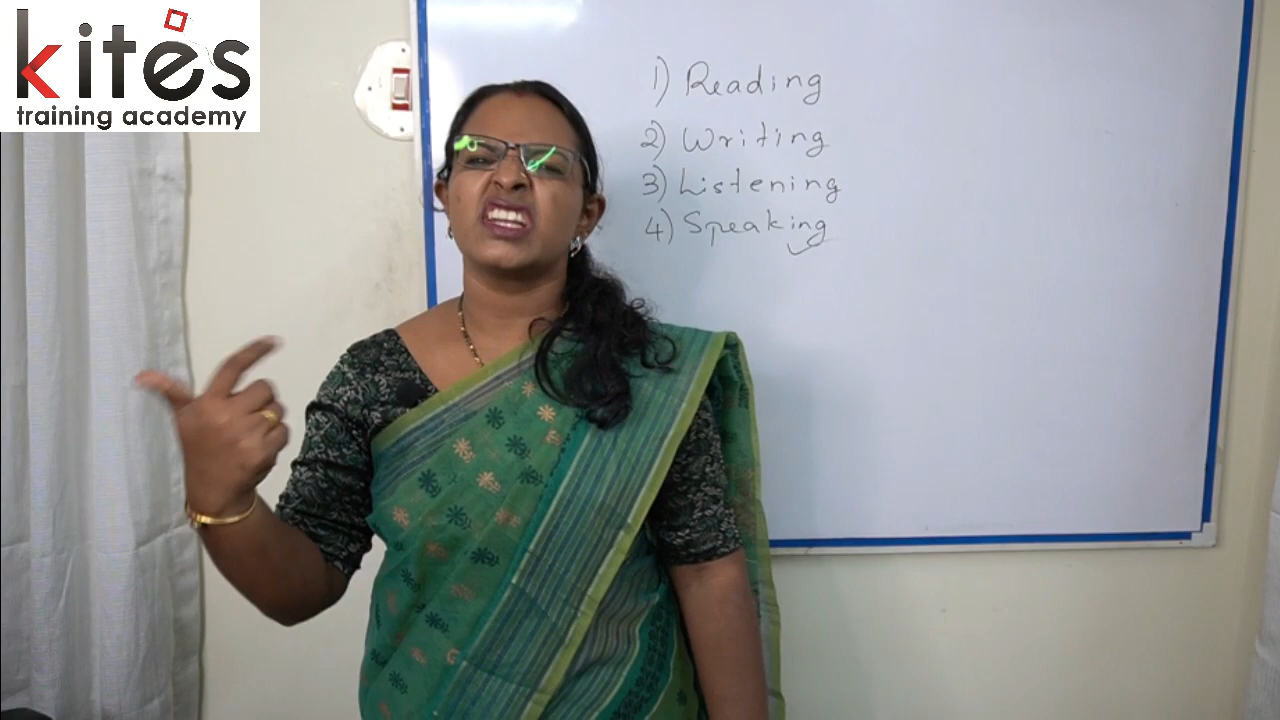 kites
training academy
1) Reading
2) Writing
3) Listening
4) Speaking